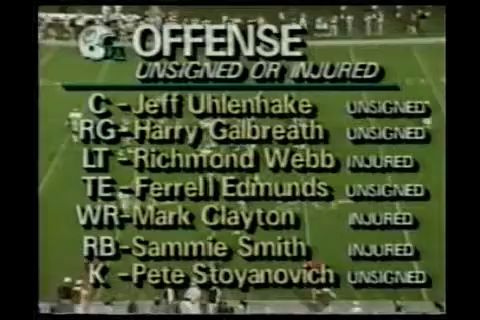 OFFENSE
UNSIGNED OR INJURED
C - Jeff Uhlenhake UNSIGNED
RG - Harry Galbreath UNSIGNED
LT - Richmond Webb INJURED
TE - Ferrell Edmunds UNSIGNED
WR - Mark Clayton INJURED
RB - Sammie Smith INJURED
K - Pete Stoyanovich UNSIGNED